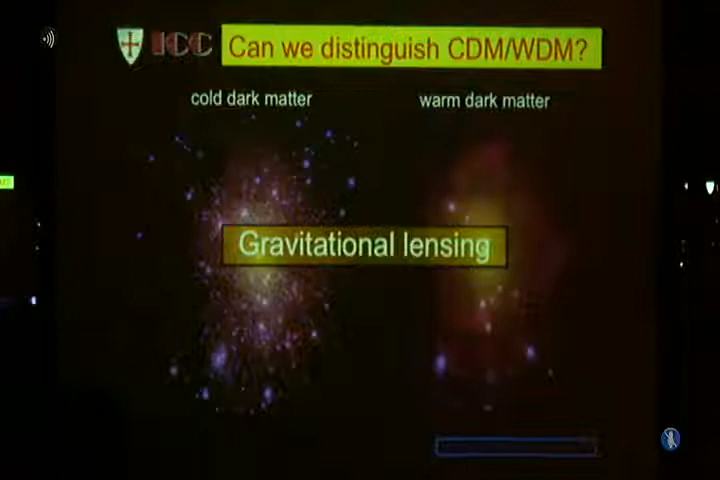 ICC
Can we distinguish CDM/WDM?
cold dark matter
warm dark matter
Gravitational lensing